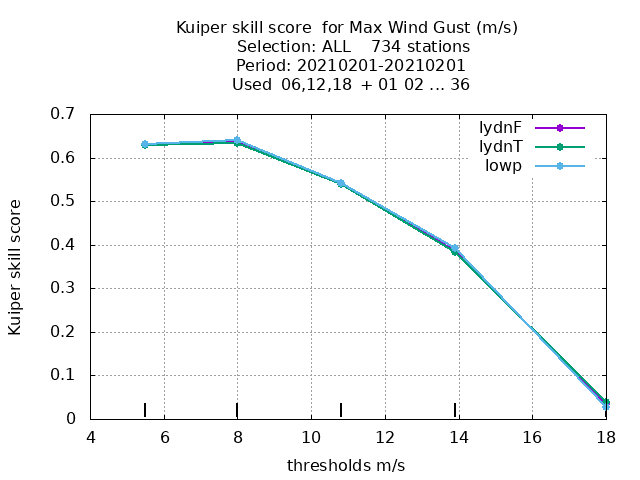 Kuiper skill score  for Max Wind Gust (m/s)
Selection: ALL    734 stations
Period: 20210201-20210201
Used  06,12,18  + 01 02 ... 36
lydnF
lydnT
lowp
Kuiper skill score
0.7
0.6
0.5
0.4
0.3
0.2
0.1
0
4 6 8 10 12 14 16 18
thresholds m/s